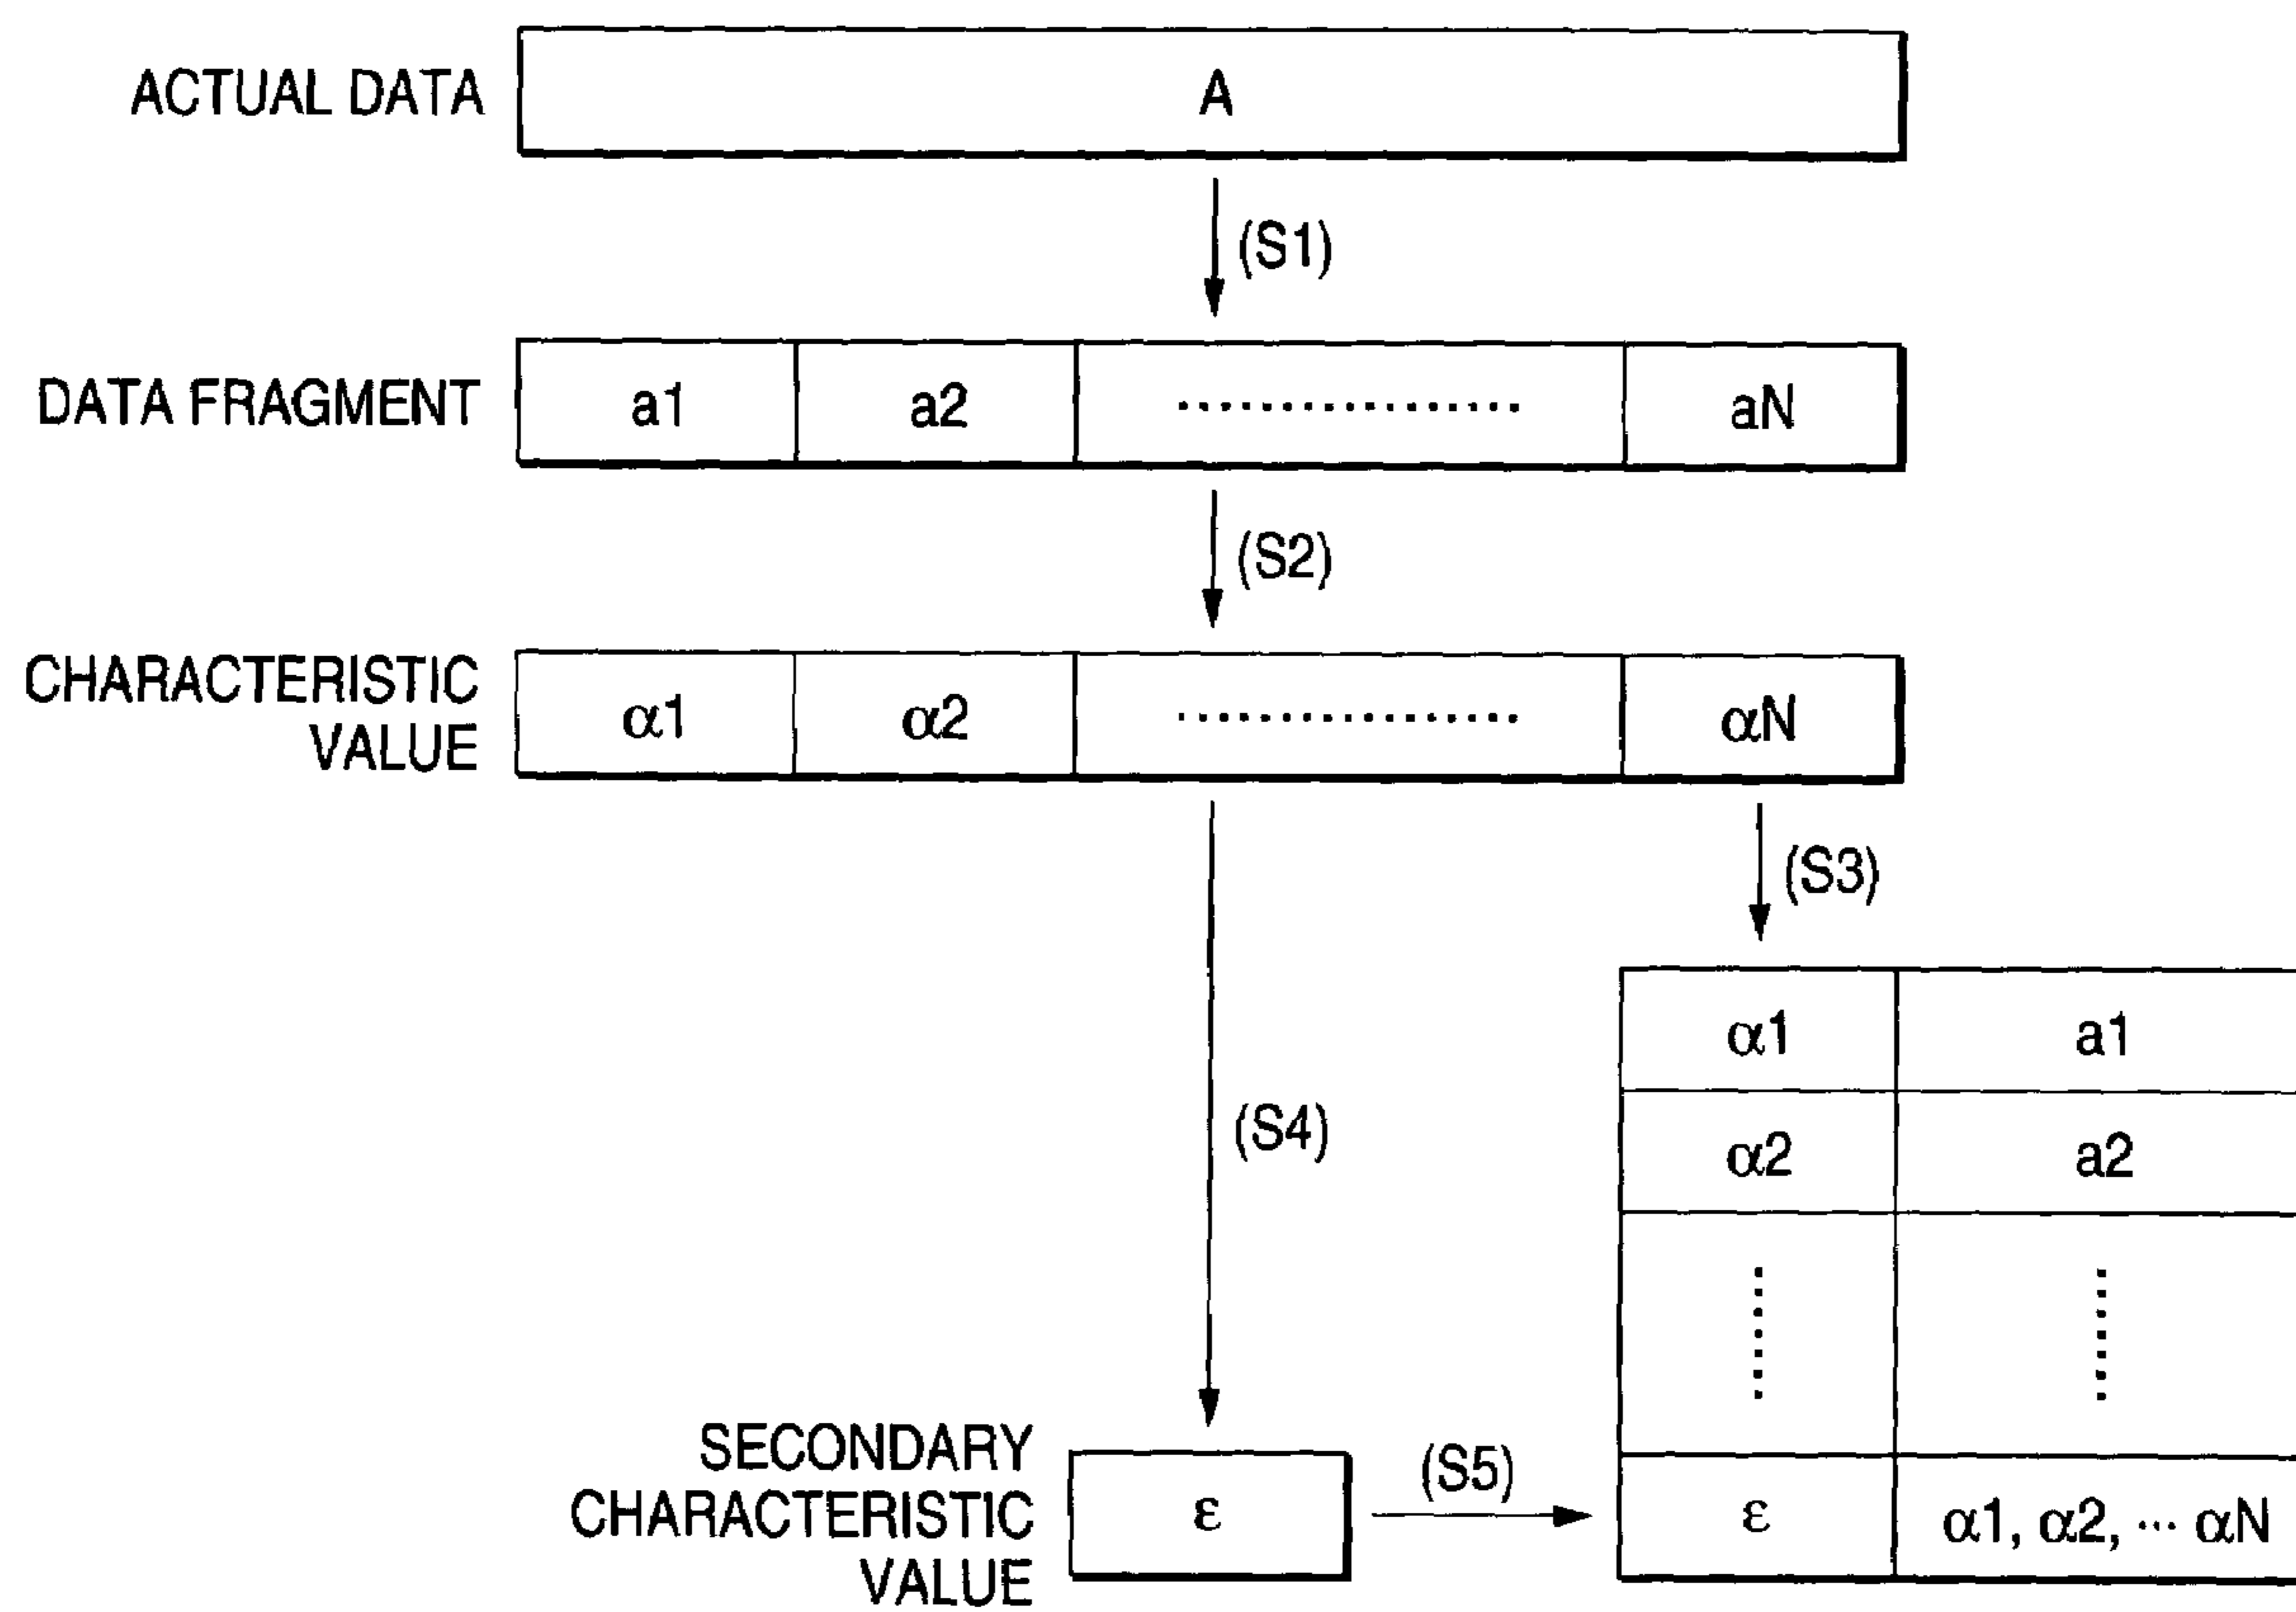 ACTUAL DATA
A
(S1)
DATA FRAGMENT
a1 a2 ................. aN
(S2)
CHARACTERISTIC
VALUE
α1 α2 ................. αN
(S3)
α1 a1
(S4)
α2 a2
SECONDARY
CHARACTERISTIC
VALUE
ε
(S5)
ε α1, α2, ··· αN